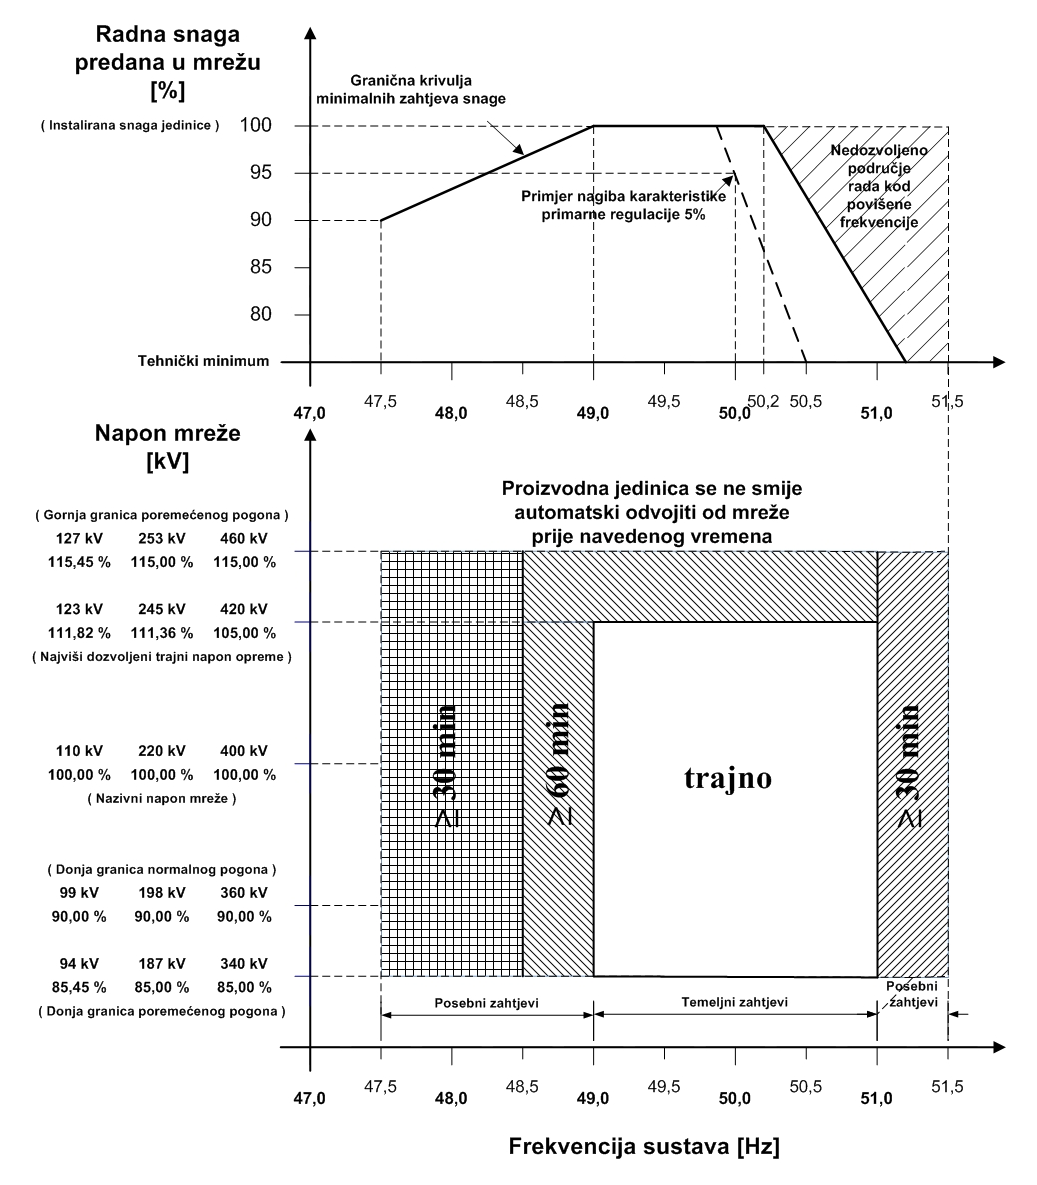 Radna snaga
predana u mrežu
[%]
Granična krivulja
minimalnih zahtjeva snage
( Instalirana snaga jedinice ) 100
95
90
85
80
Tehnički minimum
Nedozvoljeno
područje
rada kod
povišene
frekvencije
Primjer nagiba karakteristike
primarne regulacije 5%
47,0 47,5 48,0 48,5 49,0 49,5 50,0 50,2 50,5 51,0 51,5
Napon mreže
[kV]
Proizvodna jedinica se ne smije
automatski odvojiti od mreže
prije navedenog vremena
( Gornja granica poremećenog pogona )
127 kV 253 kV 460 kV
115,45 % 115,00 % 115,00 %
123 kV 245 kV 420 kV
111,82 % 111,36 % 105,00 %
( Najviši dozvoljeni trajni napon opreme )
110 kV 220 kV 400 kV
100,00 % 100,00 % 100,00 %
( Nazivni napon mreže )
( Donja granica normalnog pogona )
99 kV 198 kV 360 kV
90,00 % 90,00 % 90,00 %
94 kV 187 kV 340 kV
85,45 % 85,00 % 85,00 %
( Donja granica poremećenog pogona )
≥ 30 min
≥ 60 min
trajno
≥ 30 min
Posebni zahtjevi
Temeljni zahtjevi
Posebni
zahtjevi
47,0 47,5 48,0 48,5 49,0 49,5 50,0 50,5 51,0 51,5
Frekvencija sustava [Hz]